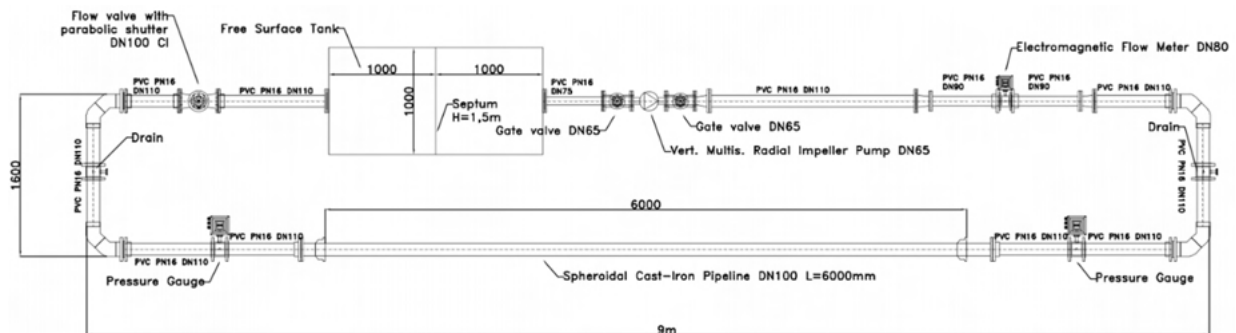 Flow valve with
parabolic shutter
DN100 CI
Free Surface Tank
Electromagnetic Flow Meter DN80
PVC PN16
DN110
PVC PN16 DN110
1000
1000
1000
Septum
H=1,5m
PVC PN16
DN75
Gate valve DN65
Gate valve DN65
Vert. Multis. Radial Impeller Pump DN65
PVC PN16 DN110
PVC PN16
DN90
PVC PN16
DN90
PVC PN16 DN110
Drain
Drain
1600
PVC PN16 DN110
PVC PN16 DN110
6000
PVC PN16 DN110
PVC PN16 DN110
Pressure Gauge
Spheroidal Cast-Iron Pipeline DN100 L=6000mm
PVC PN16 DN110
PVC PN16 DN110
Pressure Gauge
9m